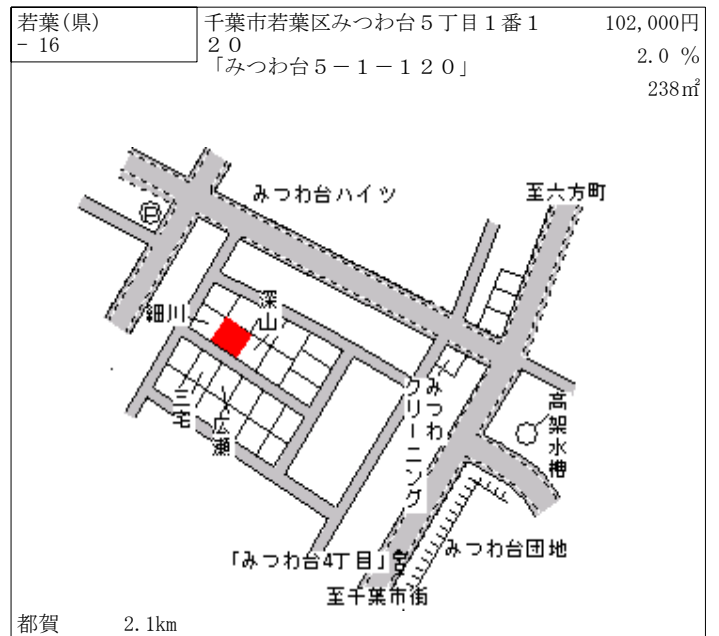 若葉(県)
- 16
千葉市若葉区みつわ台５丁目１番１
２０
「みつわ台５－１－１２０」
102,000円
2.0 %
238㎡
みつわ台ハイツ
至六方町
P
深山
細川
三宅
広瀬
みつわ
クリーニング
高架水槽
みつわ台団地
「みつわ台4丁目」
至千葉市街
都賀 2.1km